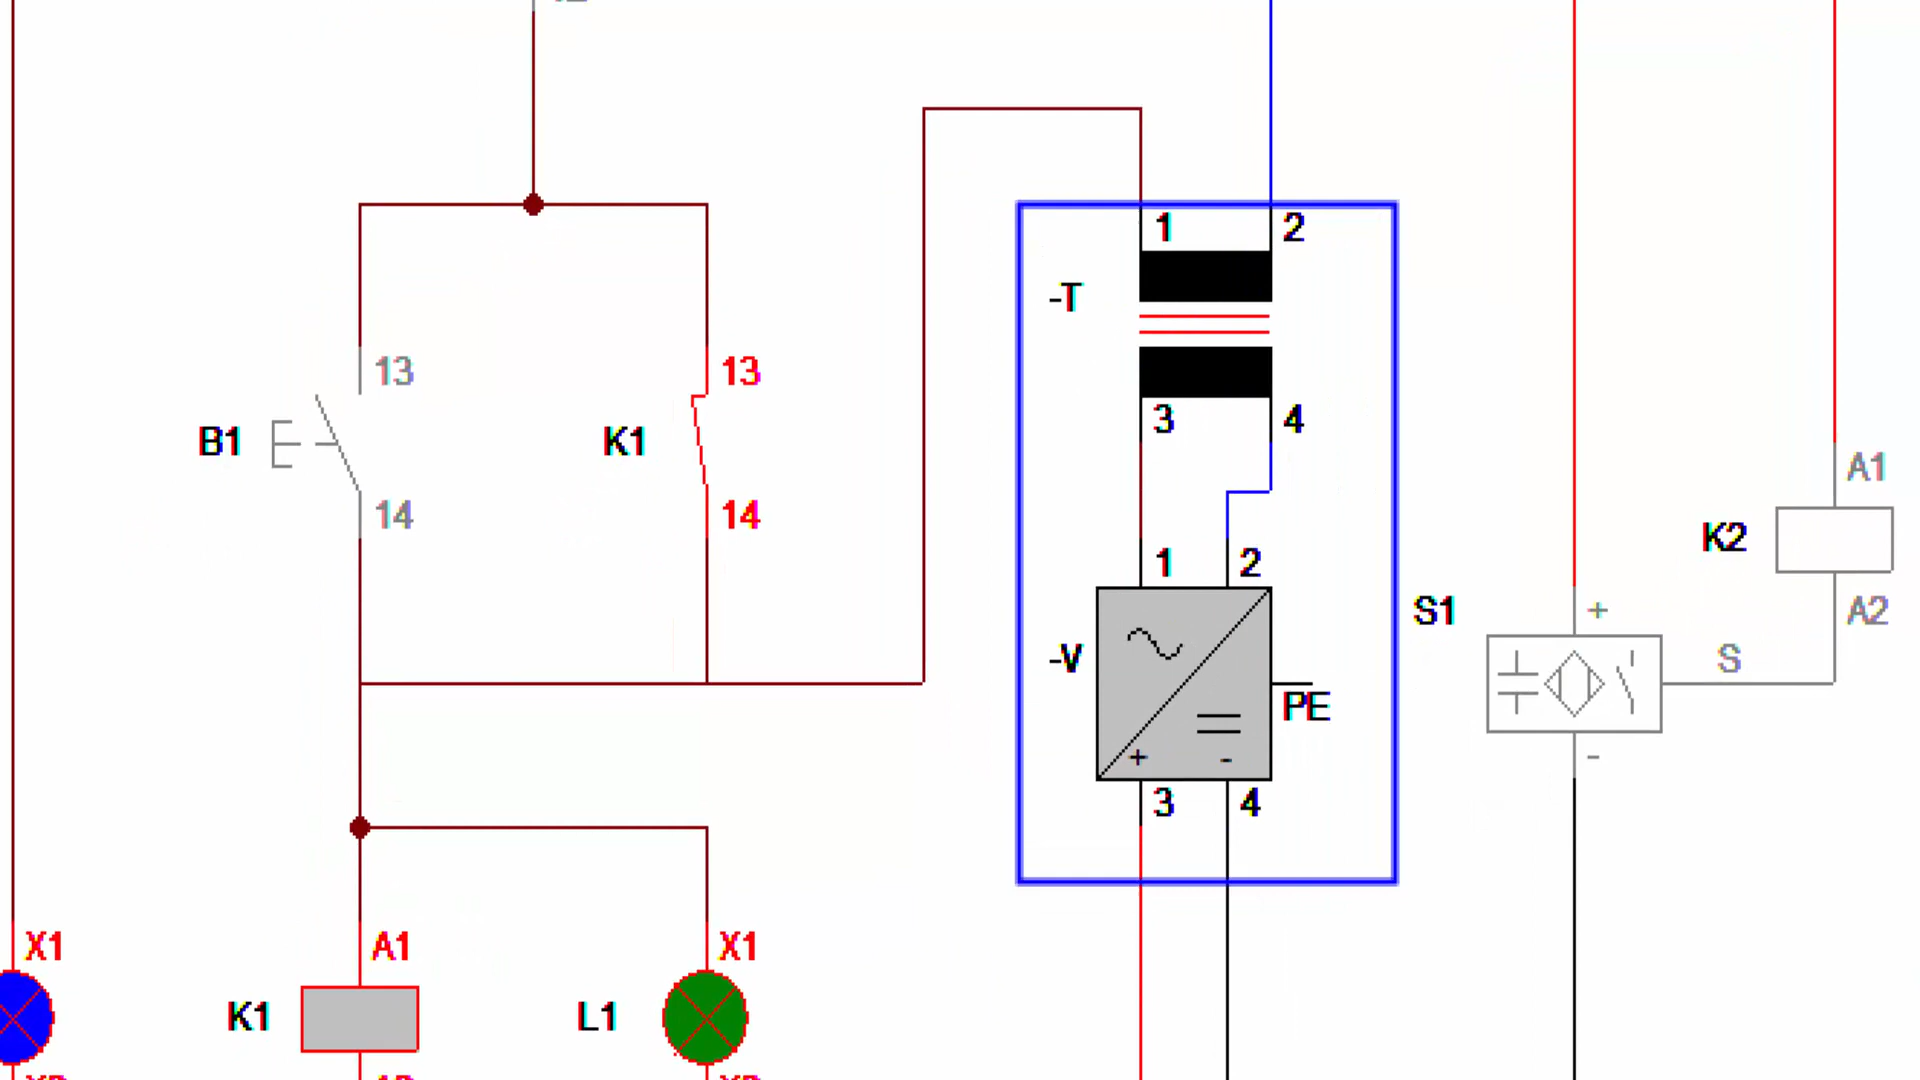 1 2
-T
13 13
3 4
B1 K1
A1
14 14
K2
1 2
+
S1 A2
-V S
PE
-
+ -
3 4
X1 A1 X1
K1 L1